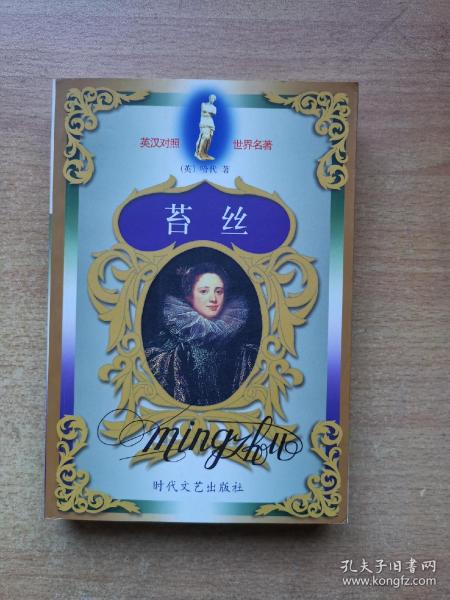 英汉对照 世界名著
(英) 哈代 著
苔丝
mingzhu
时代文艺出版社
孔夫子旧书网
www.kongfz.com